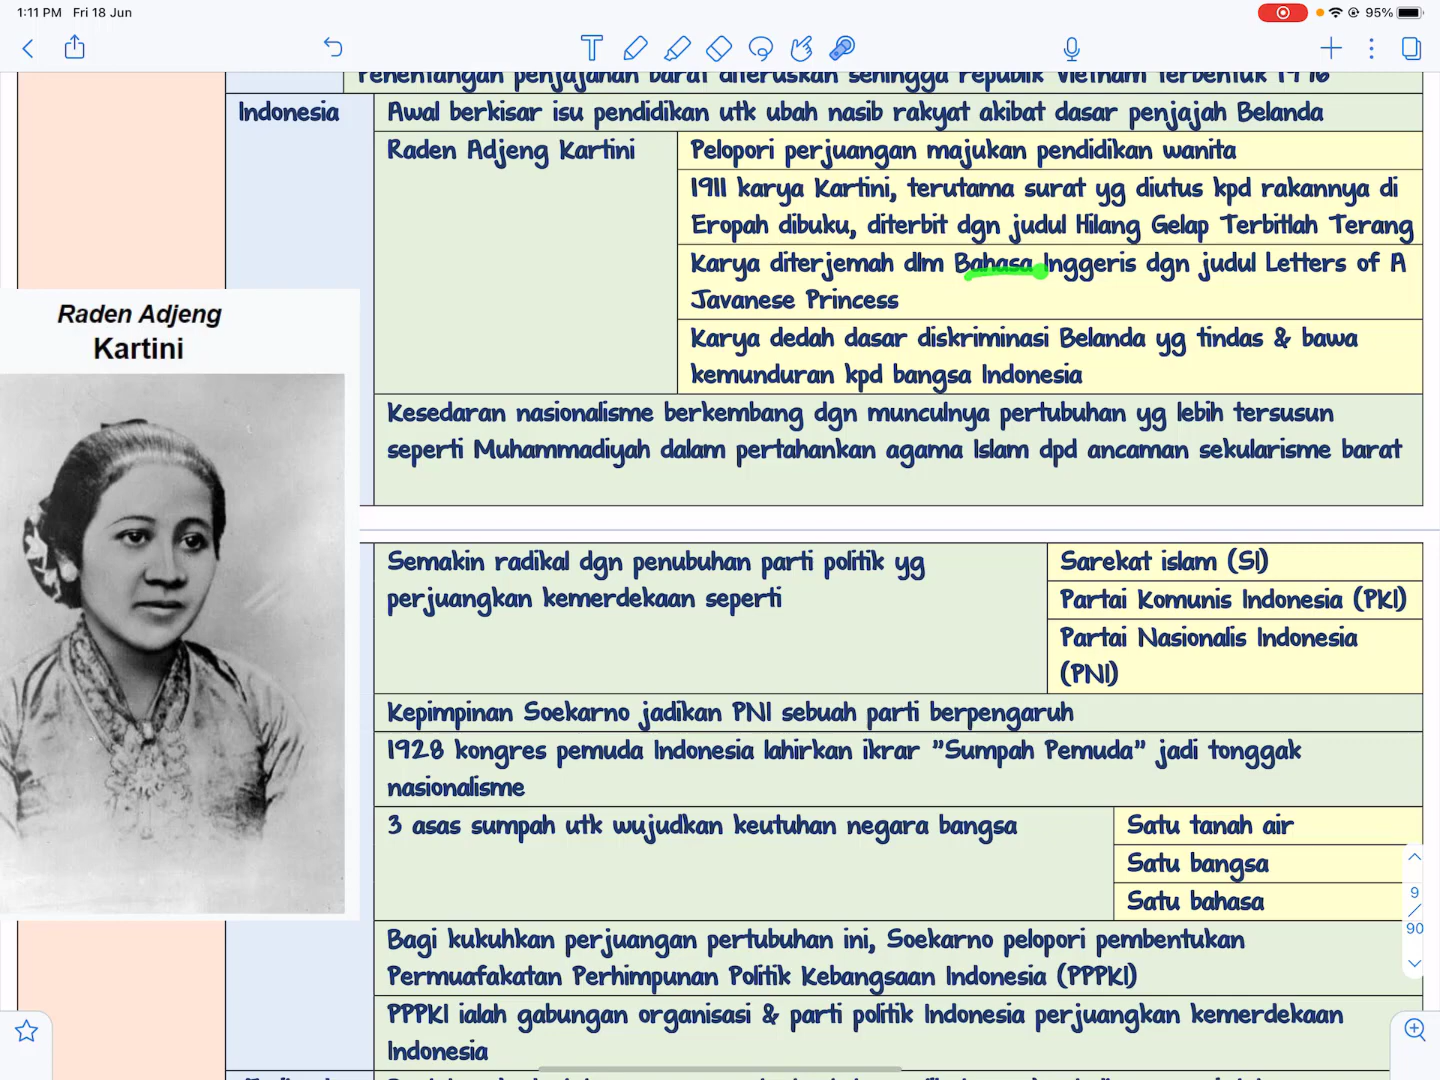 1:11 PM Fri 18 Jun
95%
Penentangan penjajahan barat diteruskan sehingga republik Vietnam terbentuk 1976
Indonesia
Awal berkisar isu pendidikan utk ubah nasib rakyat akibat dasar penjajah Belanda
Raden Adjeng Kartini
Pelopori perjuangan majukan pendidikan wanita
1911 karya Kartini, terutama surat yg diutus kpd rakannya di
Eropah dibuku, diterbit dgn judul Hilang Gelap Terbitlah Terang
Karya diterjemah dlm Bahasa Inggeris dgn judul Letters of A
Javanese Princess
Karya dedah dasar diskriminasi Belanda yg tindas & bawa
kemunduran kpd bangsa Indonesia
Raden Adjeng
Kartini
Kesedaran nasionalisme berkembang dgn munculnya pertubuhan yg lebih tersusun
seperti Muhammadiyah dalam pertahankan agama Islam dpd ancaman sekularisme barat
Semakin radikal dgn penubuhan parti politik yg
perjuangkan kemerdekaan seperti
Sarekat islam (SI)
Partai Komunis Indonesia (PKI)
Partai Nasionalis Indonesia
(PNI)
Kepimpinan Soekarno jadikan PNI sebuah parti berpengaruh
1928 kongres pemuda Indonesia lahirkan ikrar "Sumpah Pemuda" jadi tonggak
nasionalisme
3 asas sumpah utk wujudkan keutuhan negara bangsa
Satu tanah air
Satu bangsa
Satu bahasa
9
/
90
Bagi kukuhkan perjuangan pertubuhan ini, Soekarno pelopori pembentukan
Permuafakatan Perhimpunan Politik Kebangsaan Indonesia (PPPKI)
PPPKI ialah gabungan organisasi & parti politik Indonesia perjuangkan kemerdekaan
Indonesia